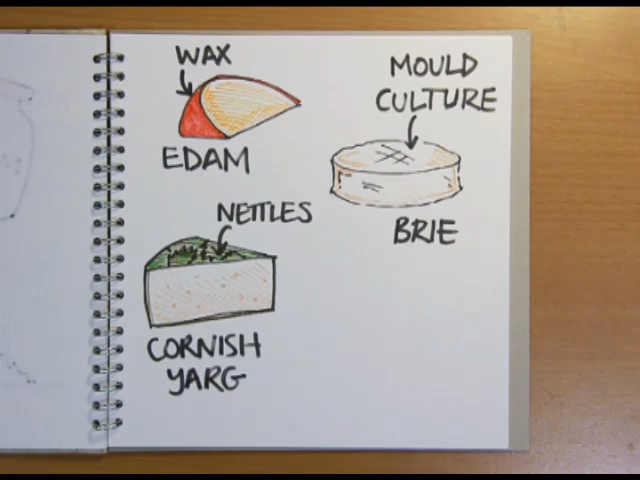 WAX
EDAM
MOULD
CULTURE
BRIE
NETTLES
CORNISH
YARG